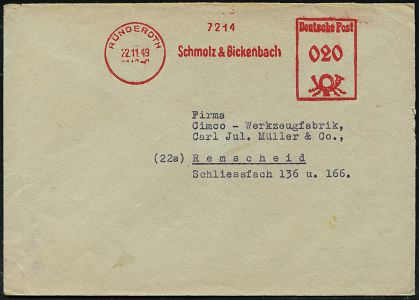 RÜNDEROTH
22.11.49
7214
Schmolz & Bickenbach
Deutsche Post
020
Firma
Cimco - Werkzeugfabrik,
Carl Jul. Müller & Co.,
(22a) Remscheid
Schliessfach 136 u. 166.